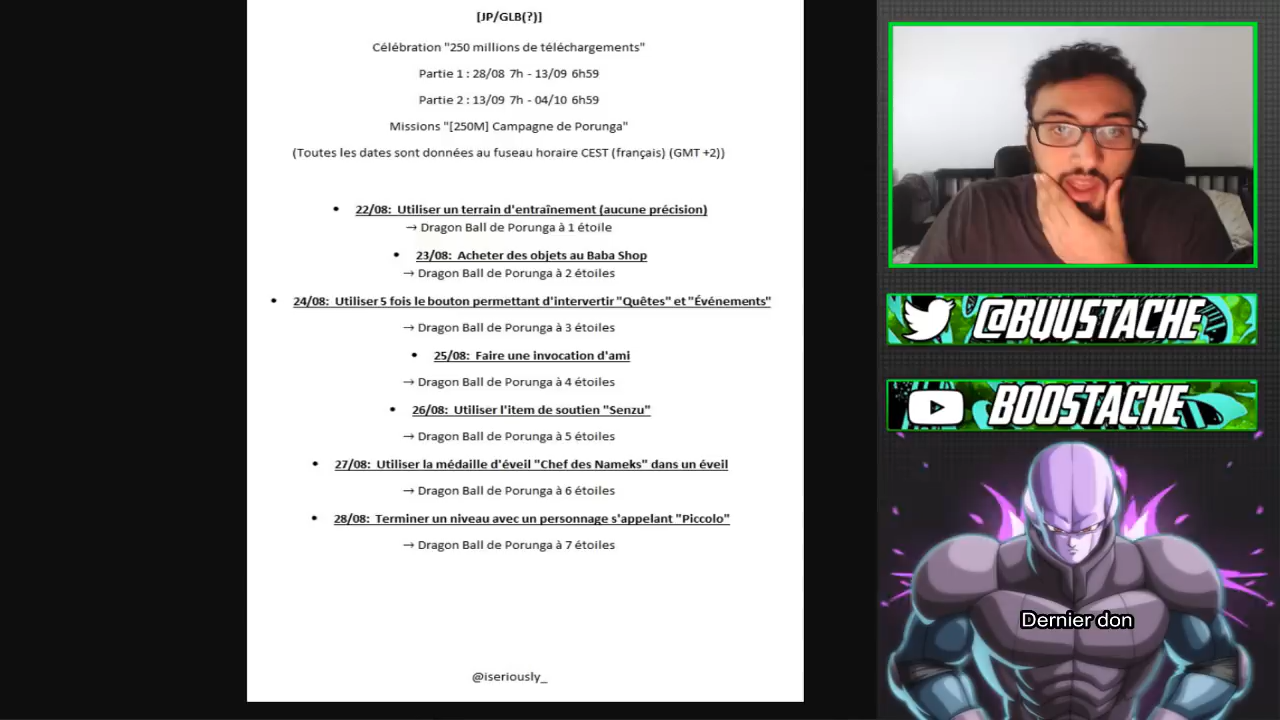 [JP/GLB(?)]
Célébration "250 millions de téléchargements"
Partie 1 : 28/08 7h - 13/09 6h59
Partie 2 : 13/09 7h - 04/10 6h59
Missions "[250M] Campagne de Porunga"
(Toutes les dates sont données au fuseau horaire CEST (français) (GMT +2))
• 22/08: Utiliser un terrain d'entraînement (aucune précision)
→ Dragon Ball de Porunga à 1 étoile
• 23/08: Acheter des objets au Baba Shop
→ Dragon Ball de Porunga à 2 étoiles
• 24/08: Utiliser 5 fois le bouton permettant d'intervertir "Quêtes" et "Événements"
→ Dragon Ball de Porunga à 3 étoiles
• 25/08: Faire une invocation d'ami
→ Dragon Ball de Porunga à 4 étoiles
• 26/08: Utiliser l'item de soutien "Senzu"
→ Dragon Ball de Porunga à 5 étoiles
• 27/08: Utiliser la médaille d'éveil "Chef des Nameks" dans un éveil
→ Dragon Ball de Porunga à 6 étoiles
• 28/08: Terminer un niveau avec un personnage s'appelant "Piccolo"
→ Dragon Ball de Porunga à 7 étoiles
@iseriously_
@BUUSTACHE
BOOSTACHE
Dernier don